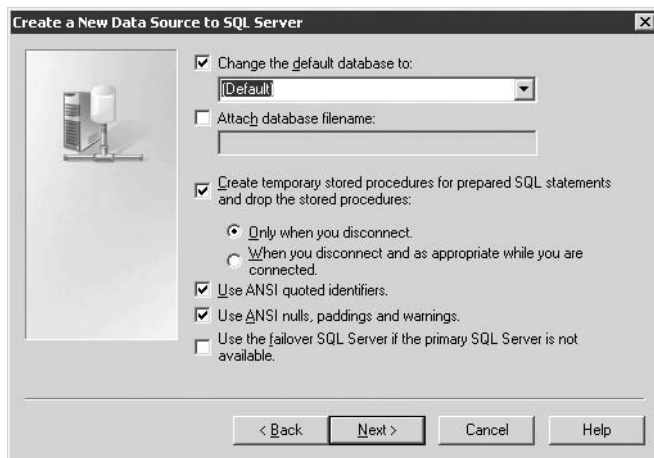 Create a New Data Source to SQL Server
Change the default database to:
(Default)
Attach database filename:
Create temporary stored procedures for prepared SQL statements
and drop the stored procedures:
Only when you disconnect.
When you disconnect and as appropriate while you are
connected.
Use ANSI quoted identifiers.
Use ANSI nulls, paddings and warnings.
Use the failover SQL Server if the primary SQL Server is not
available.
< Back
Next >
Cancel
Help